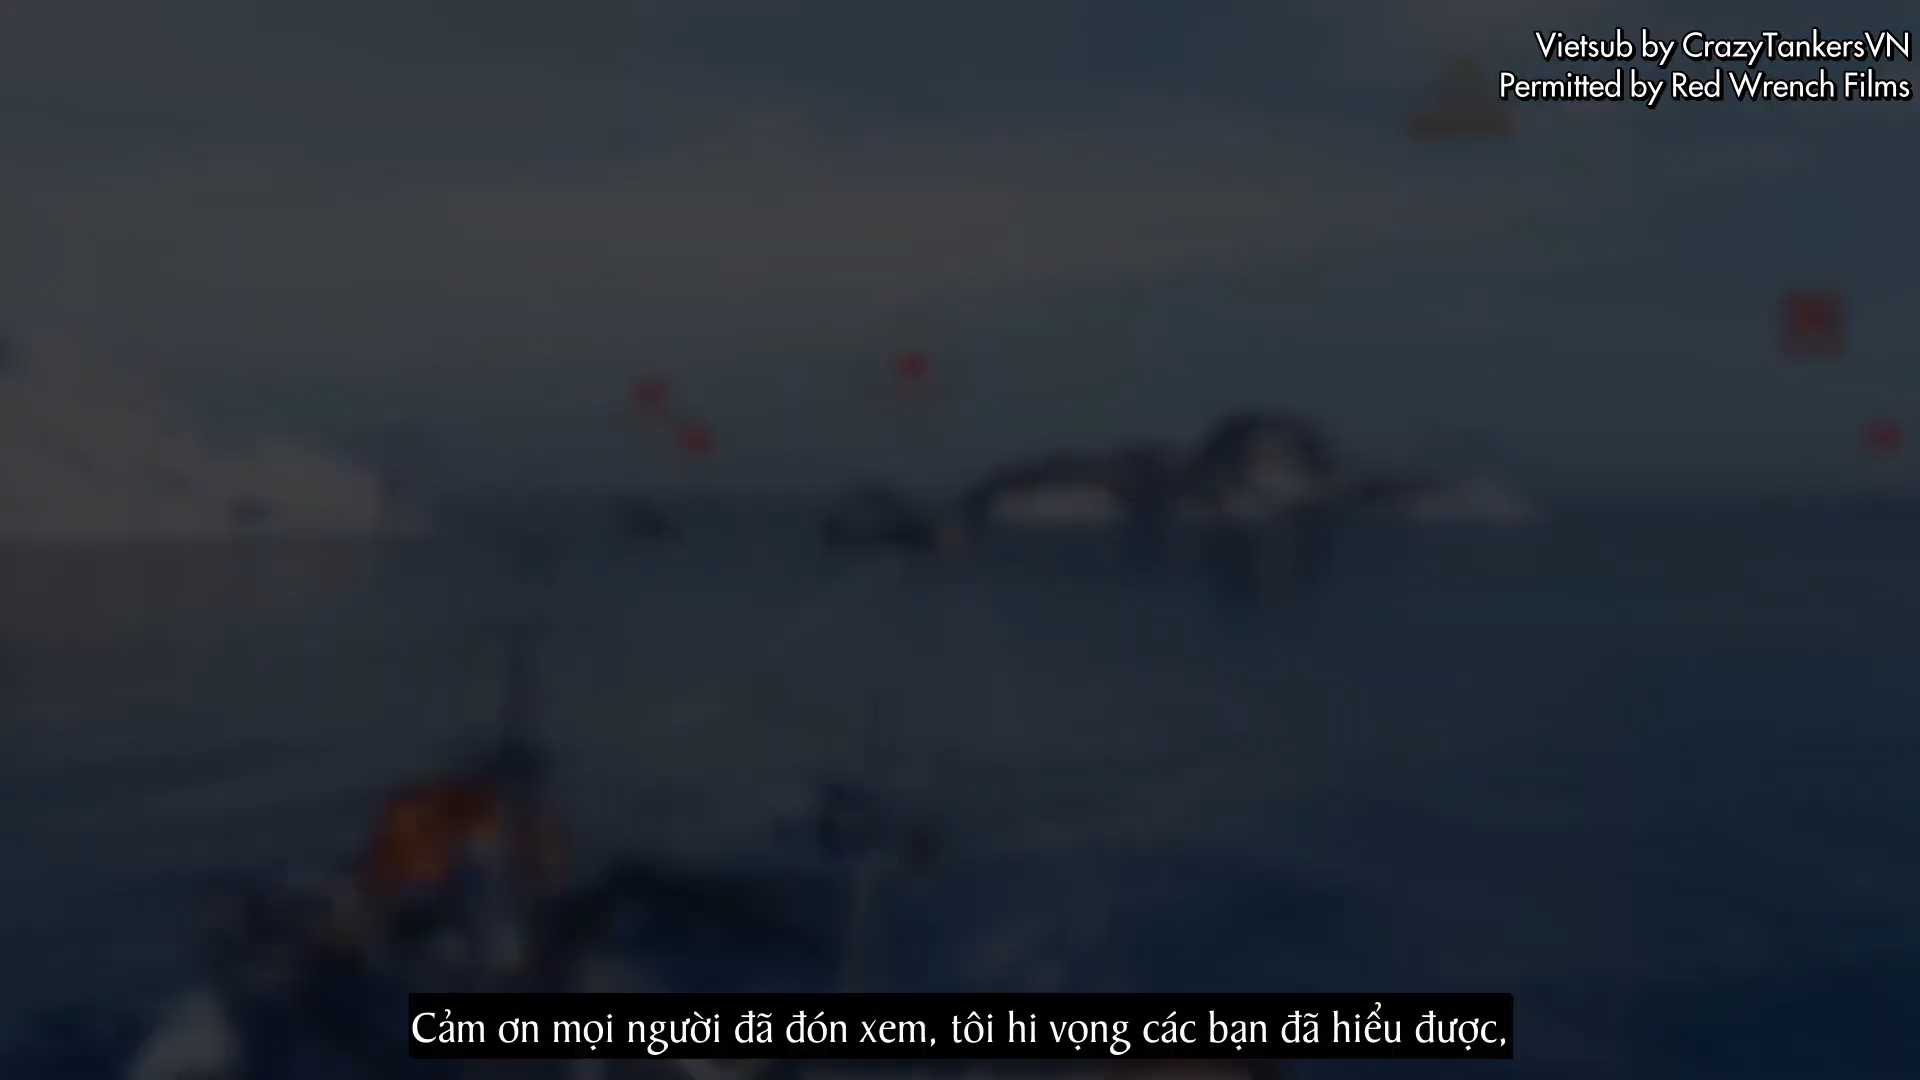 Vietsub by CrazyTankersVN
Permitted by Red Wrench Films
Cảm ơn mọi người đã đón xem, tôi hi vọng các bạn đã hiểu được,